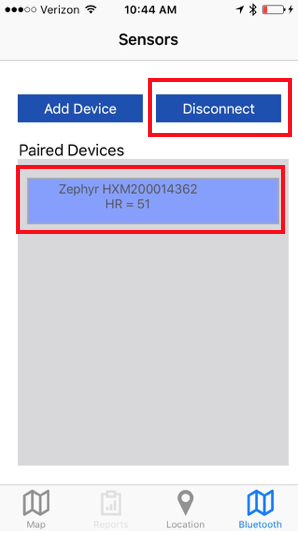 Verizon 10:44 AM
Sensors
Add Device Disconnect
Paired Devices
Zephyr HXM200014362
HR = 51
Map Reports Location Bluetooth